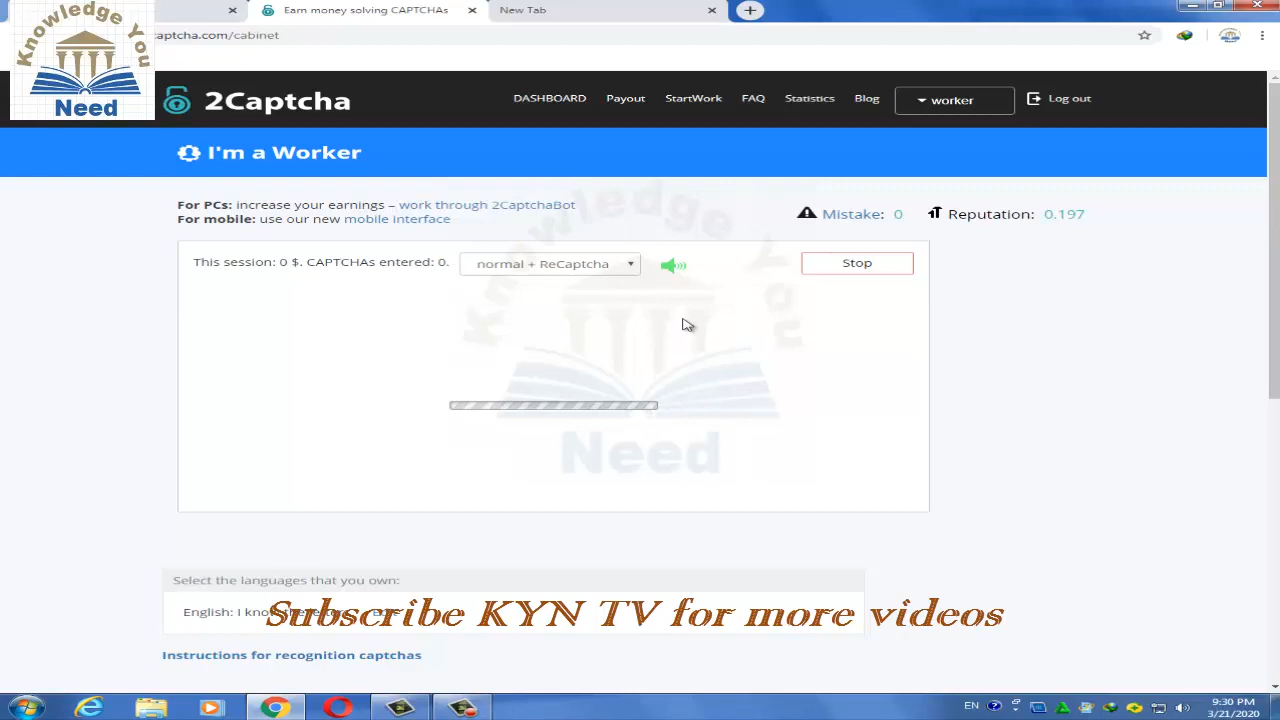 Earn money solving CAPTCHAs
New Tab
aptcha.com/cabinet
Knowledge You
Need
2Captcha
DASHBOARD Payout StartWork FAQ Statistics Blog worker Log out
I'm a Worker
For PCs: increase your earnings – work through 2CaptchaBot
For mobile: use our new mobile interface
Mistake: 0 Reputation: 0.197
This session: 0 $. CAPTCHAs entered: 0. normal + ReCaptcha Stop
Knowledge You
Need
Select the languages that you own:
English: I know
Subscribe KYN TV for more videos
Instructions for recognition captchas
EN
9:30 PM
3/21/2020